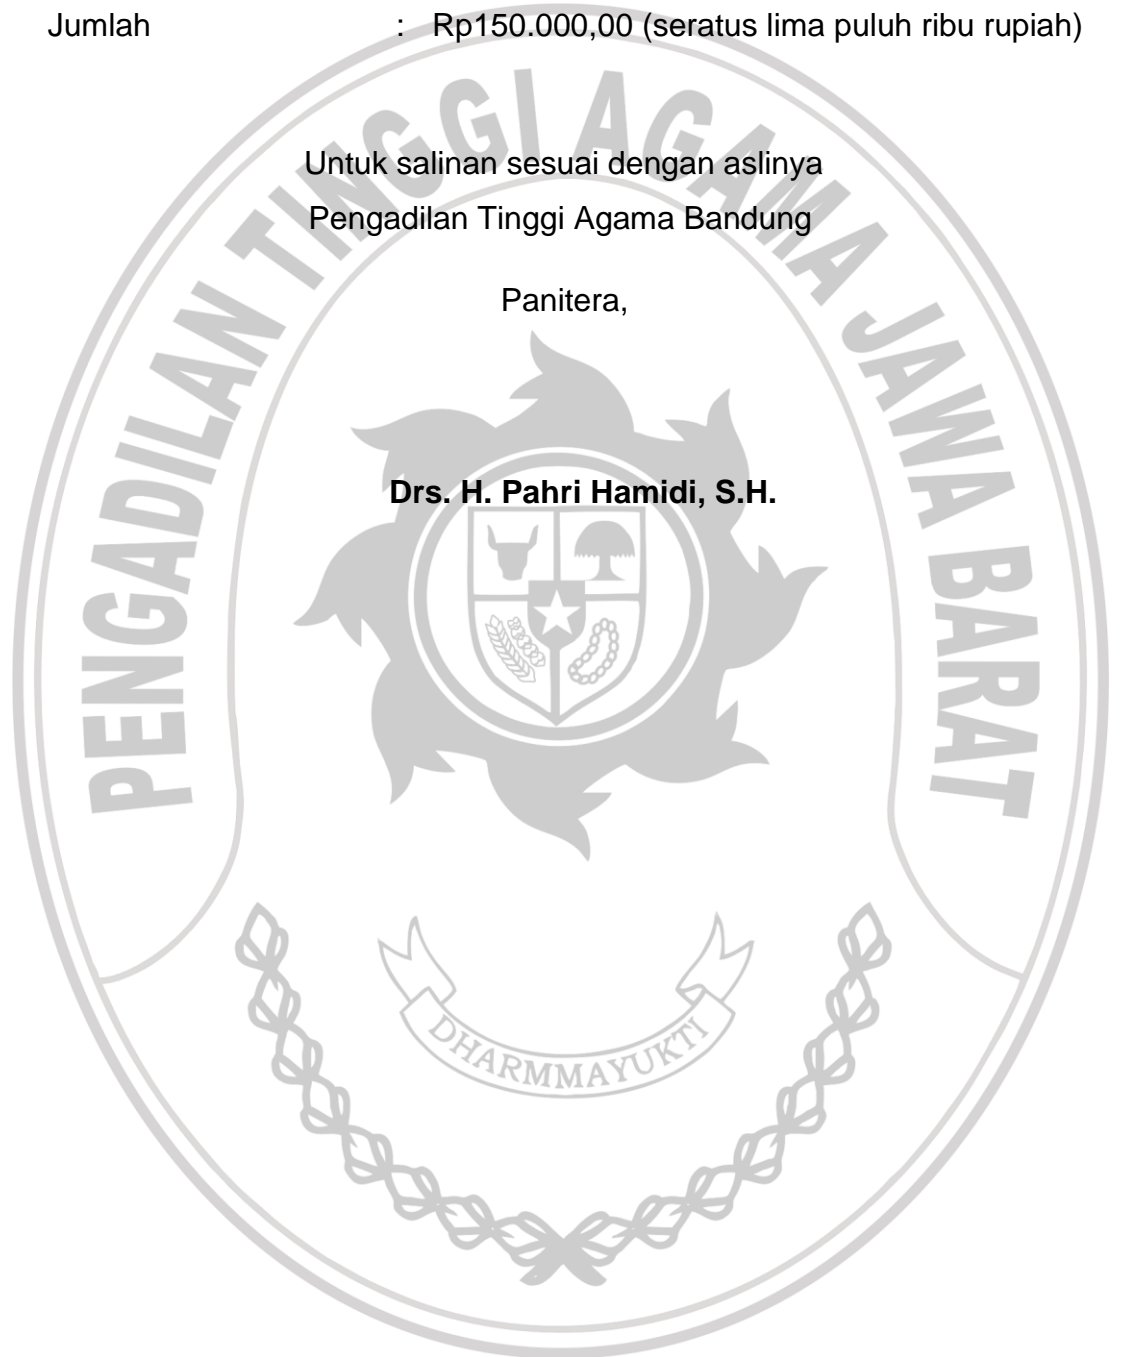 Jumlah : Rp150.000,00 (seratus lima puluh ribu rupiah)
Untuk salinan sesuai dengan aslinya
Pengadilan Tinggi Agama Bandung
Panitera,
Drs. H. Pahri Hamidi, S.H.
PENGADILAN TINGGI AGAMA JAWA BARAT
DHARMMAYUKTI